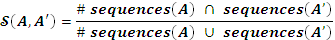 S(A, A′) = # sequences(A) ∩ sequences(A′) / # sequences(A) ∪ sequences(A′)